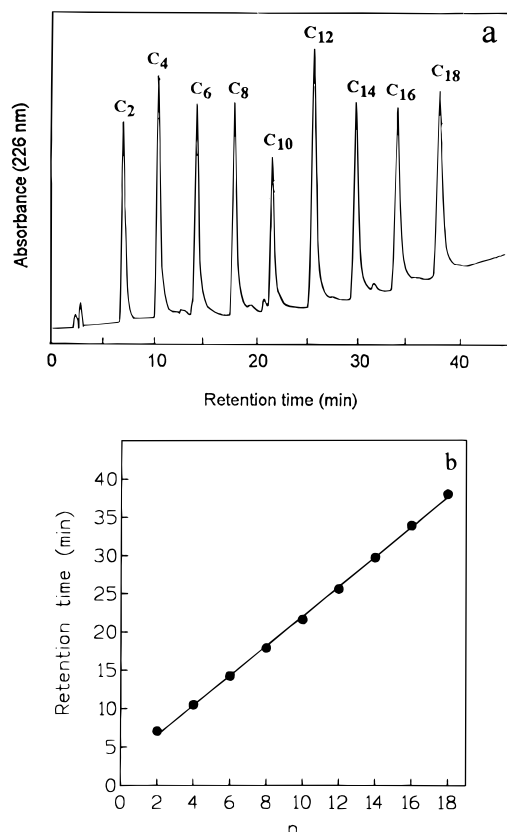 a
C12
C4
C18
C2
C6
C8
C14
C16
C10
Absorbance (226 nm)
0 10 20 30 40
Retention time (min)
b
40
35
30
25
20
15
10
5
0
Retention time (min)
0 2 4 6 8 10 12 14 16 18
n